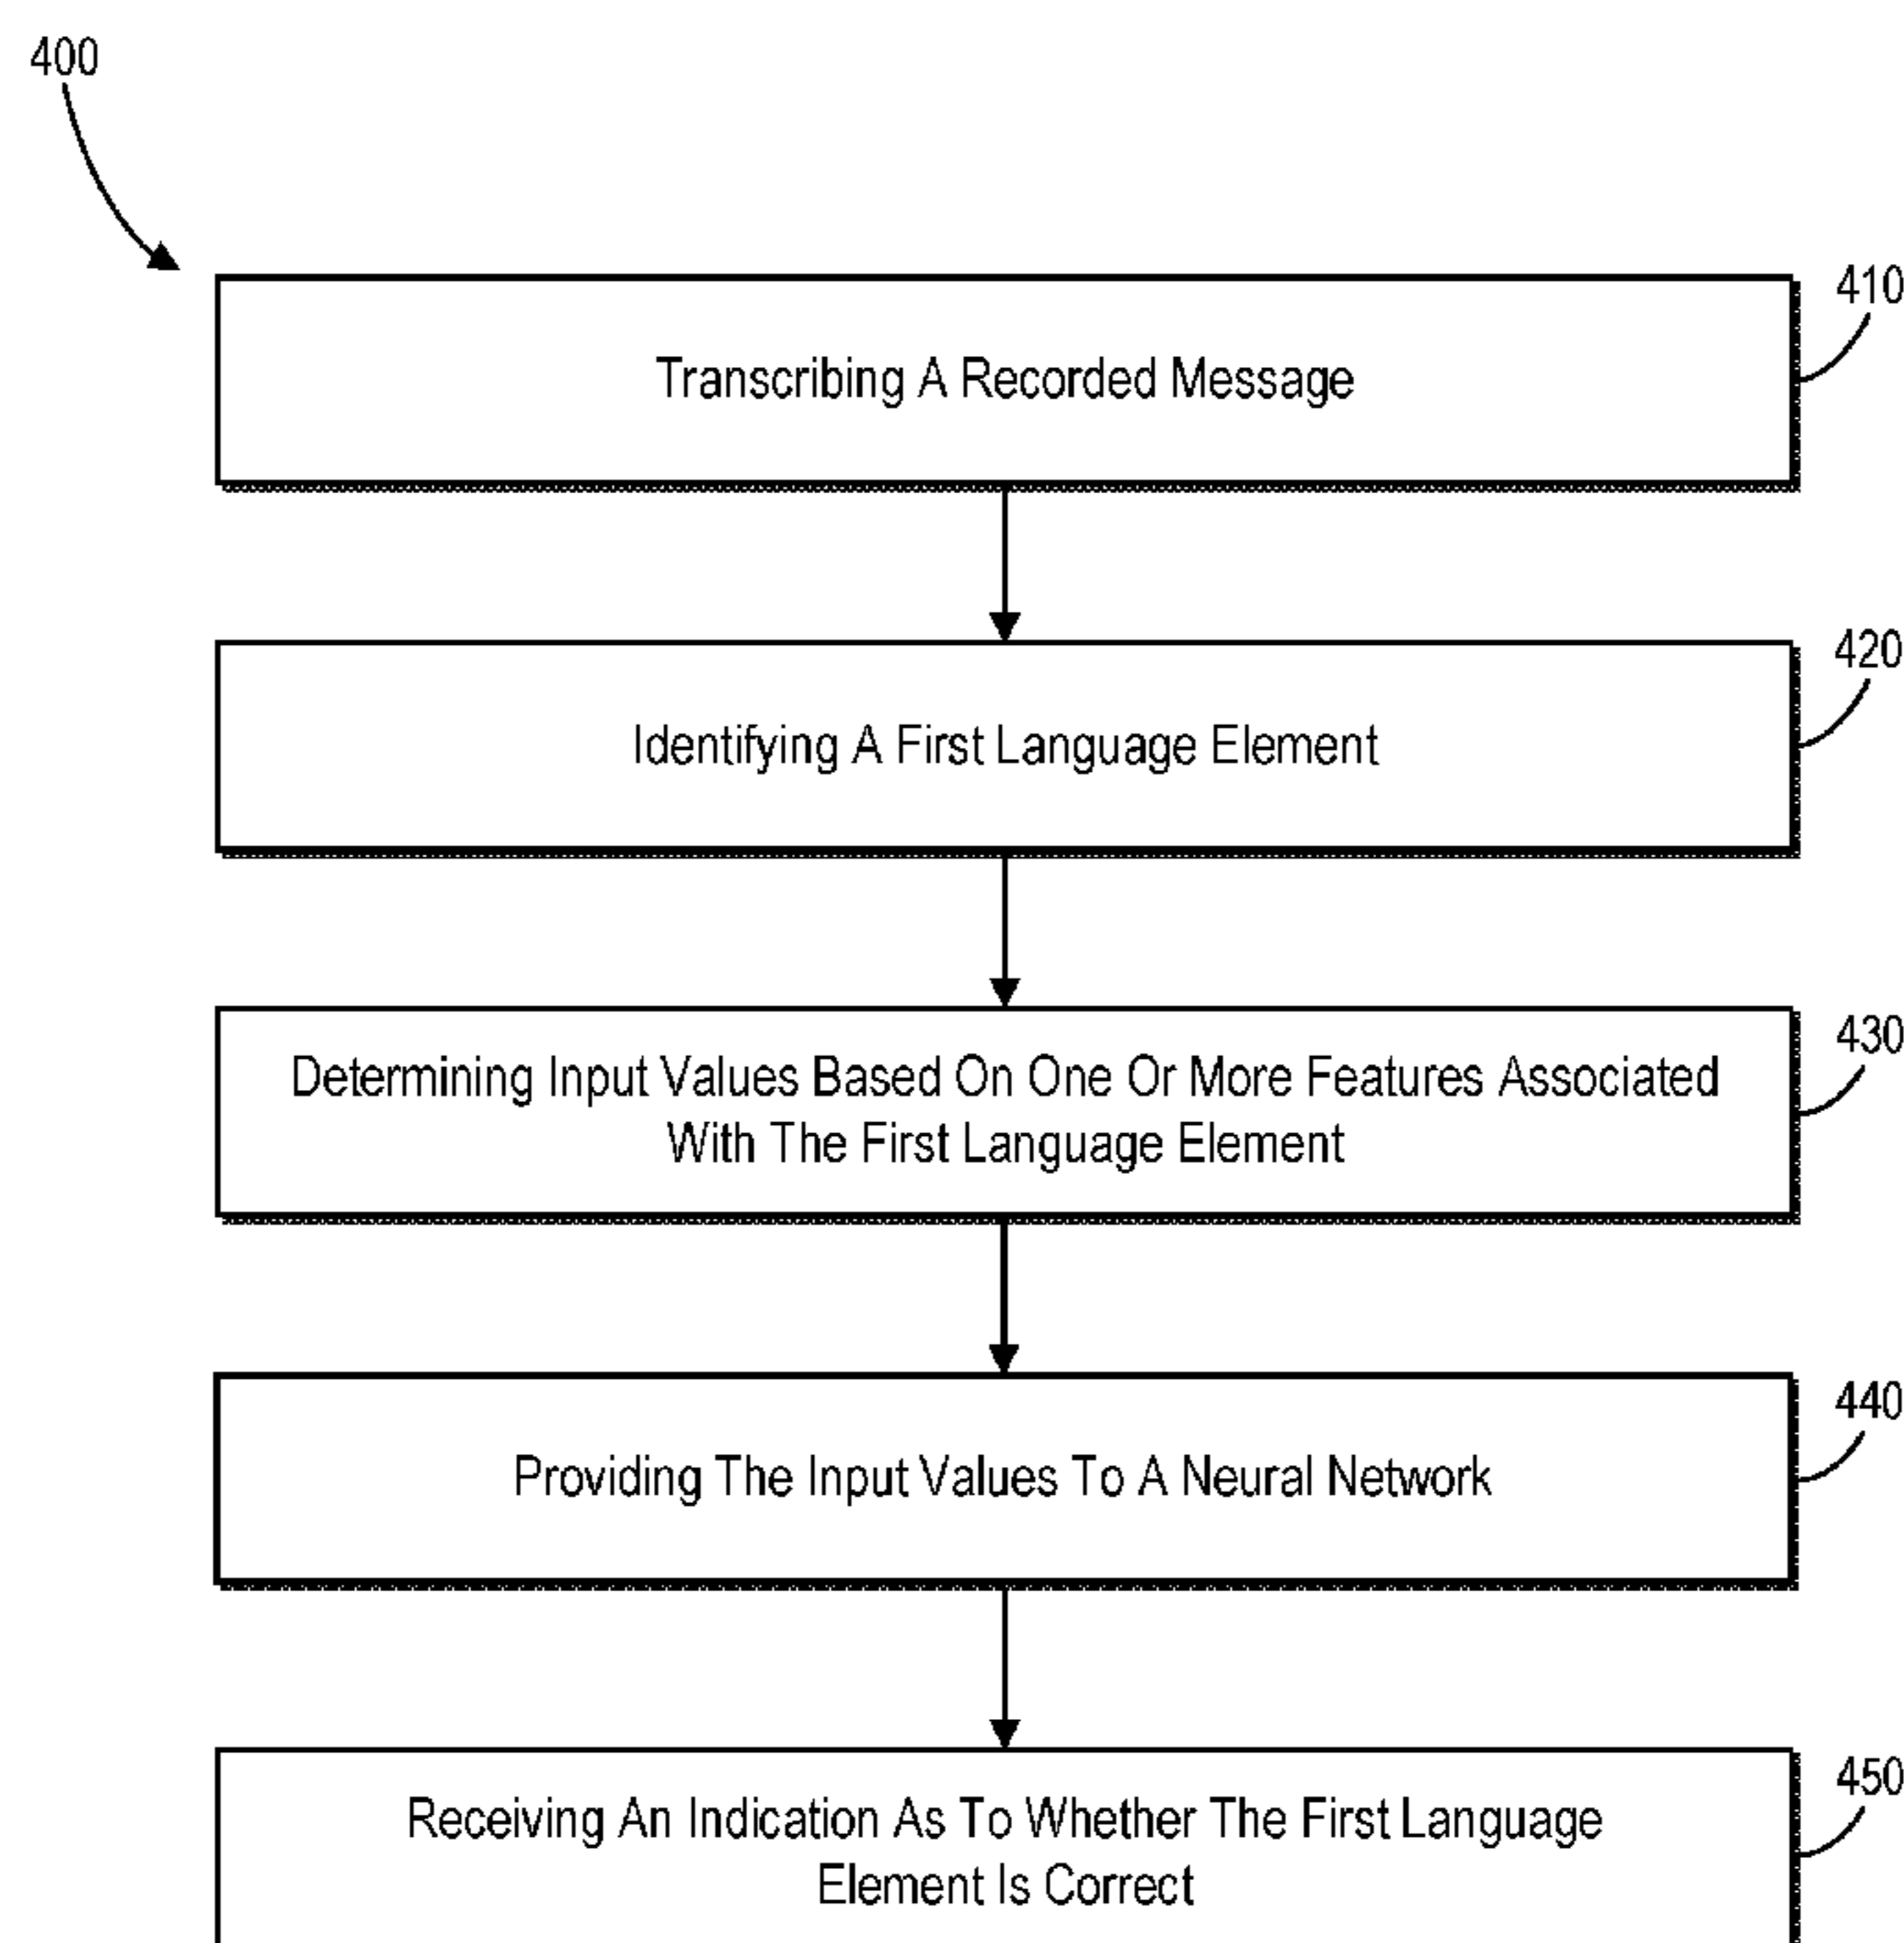 400
410
Transcribing A Recorded Message
420
Identifying A First Language Element
430
Determining Input Values Based On One Or More Features Associated
With The First Language Element
440
Providing The Input Values To A Neural Network
450
Receiving An Indication As To Whether The First Language
Element Is Correct